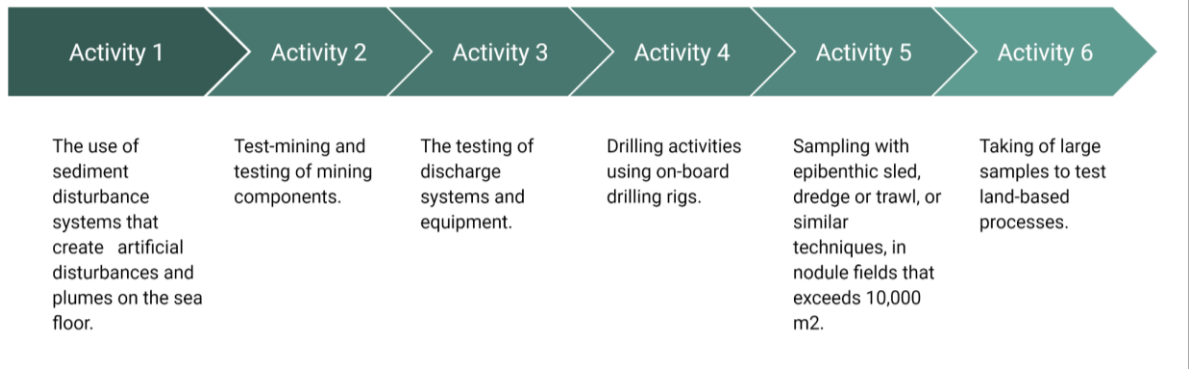 Activity 1
Activity 2
Activity 3
Activity 4
Activity 5
Activity 6
The use of
sediment
disturbance
systems that
create artificial
disturbances and
plumes on the sea
floor.
Test-mining and
testing of mining
components.
The testing of
discharge
systems and
equipment.
Drilling activities
using on-board
drilling rigs.
Sampling with
epibenthic sled,
dredge or trawl, or
similar
techniques, in
nodule fields that
exceeds 10,000
m2.
Taking of large
samples to test
land-based
processes.